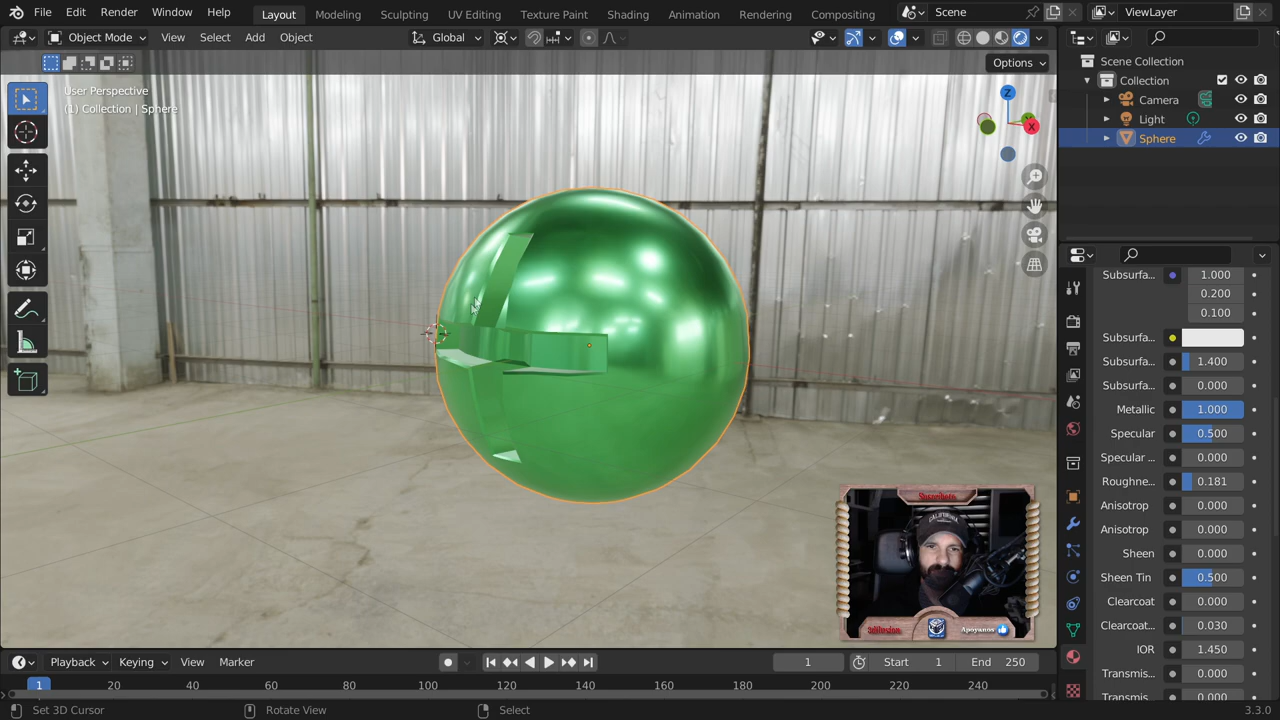 File Edit Render Window Help Layout Modeling Sculpting UV Editing Texture Paint Shading Animation Rendering Compositing Scene ViewLayer
Object Mode View Select Add Object Global
Options
User Perspective
(1) Collection | Sphere
Z
X
Scene Collection
Collection
Camera
Light
Sphere
Subsurfa... 1.000
0.200
0.100
Subsurfa...
Subsurfa... 1.400
Subsurfa... 0.000
Metallic 1.000
Specular 0.500
Specular ... 0.000
Roughne... 0.181
Anisotrop 0.000
Anisotrop 0.000
Sheen 0.000
Sheen Tin 0.500
Clearcoat 0.000
Clearcoat... 0.030
IOR 1.450
Transmis... 0.000
Transmis... 0.000
CALIFORNIA
Apoyanos
Playback Keying View Marker 1 Start 1 End 250
1 20 40 60 80 100 120 140 160 180 200 220 240
Set 3D Cursor Rotate View Select 3.3.0